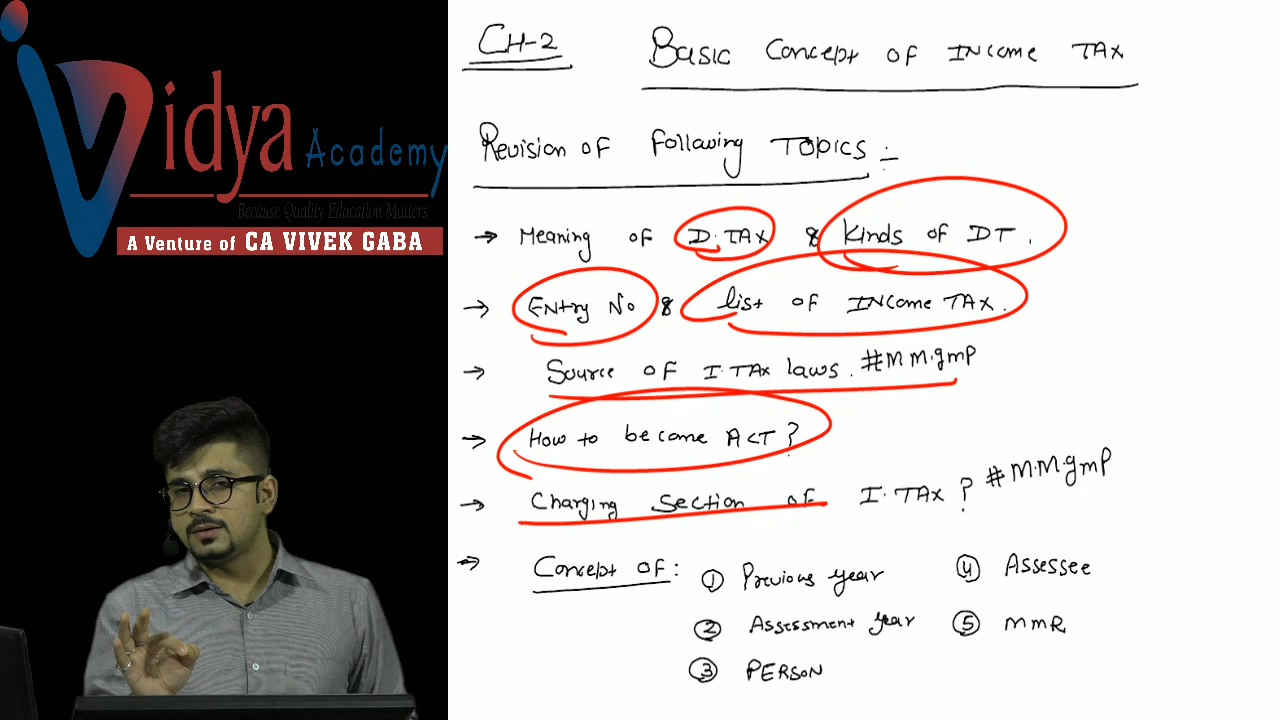 Vidya Academy
Because Quality Education Matters
A Venture of CA VIVEK GABA
CH-2 Basic Concept of INCome TAX
Revision OF Following TOPICS :-
→ Meaning of D.TAX & Kinds of DT.
→ Entry No & list of INCome TAX.
→ Source of I.TAX laws. #MM.gmp
→ How to become ACT?
→ Charging Section of I.TAX? #M.M.gmp
→ Concept OF:
① Previous year
② Assessment year
③ PERSON
④ Assessee
⑤ MMR